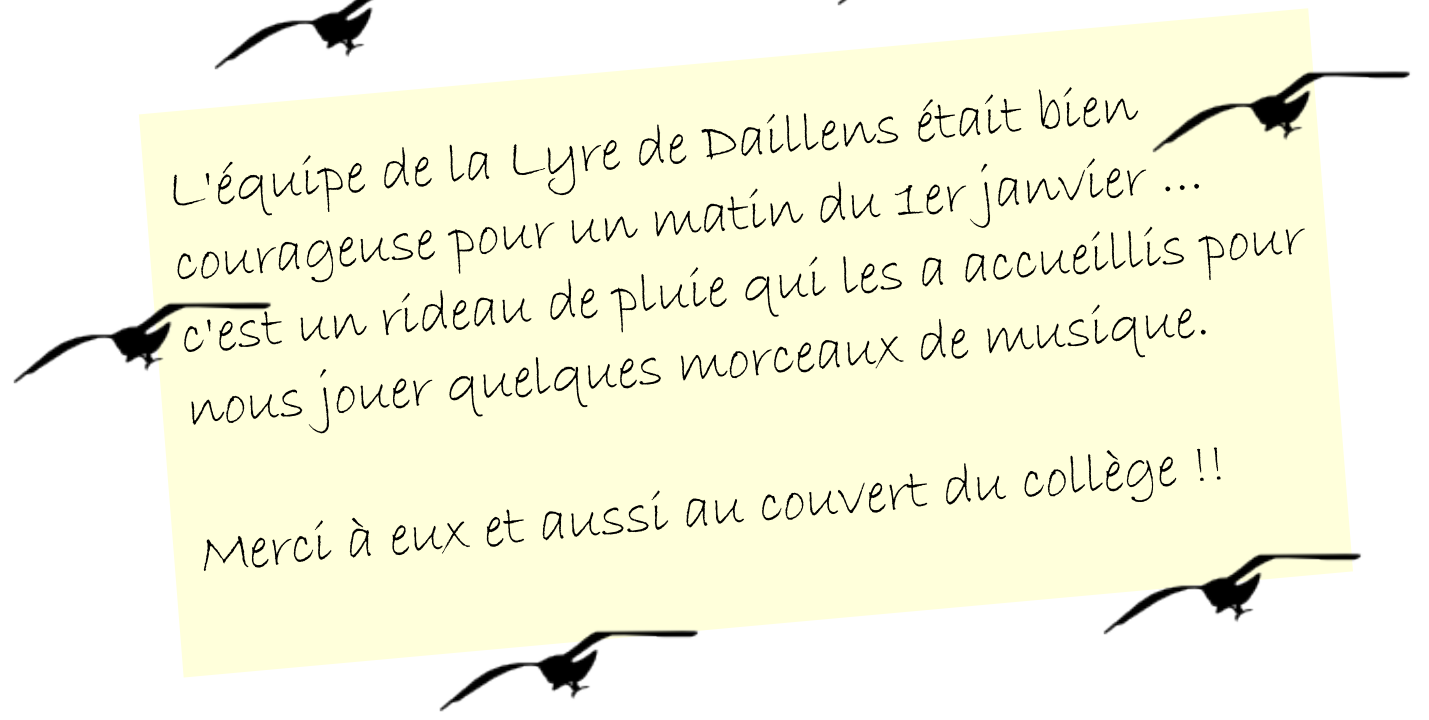 L'équipe de la Lyre de Daillens était bien
courageuse pour un matin du 1er janvier ...
c'est un rideau de pluie qui les a accueillis pour
nous jouer quelques morceaux de musique.
Merci à eux et aussi au couvert du collège !!